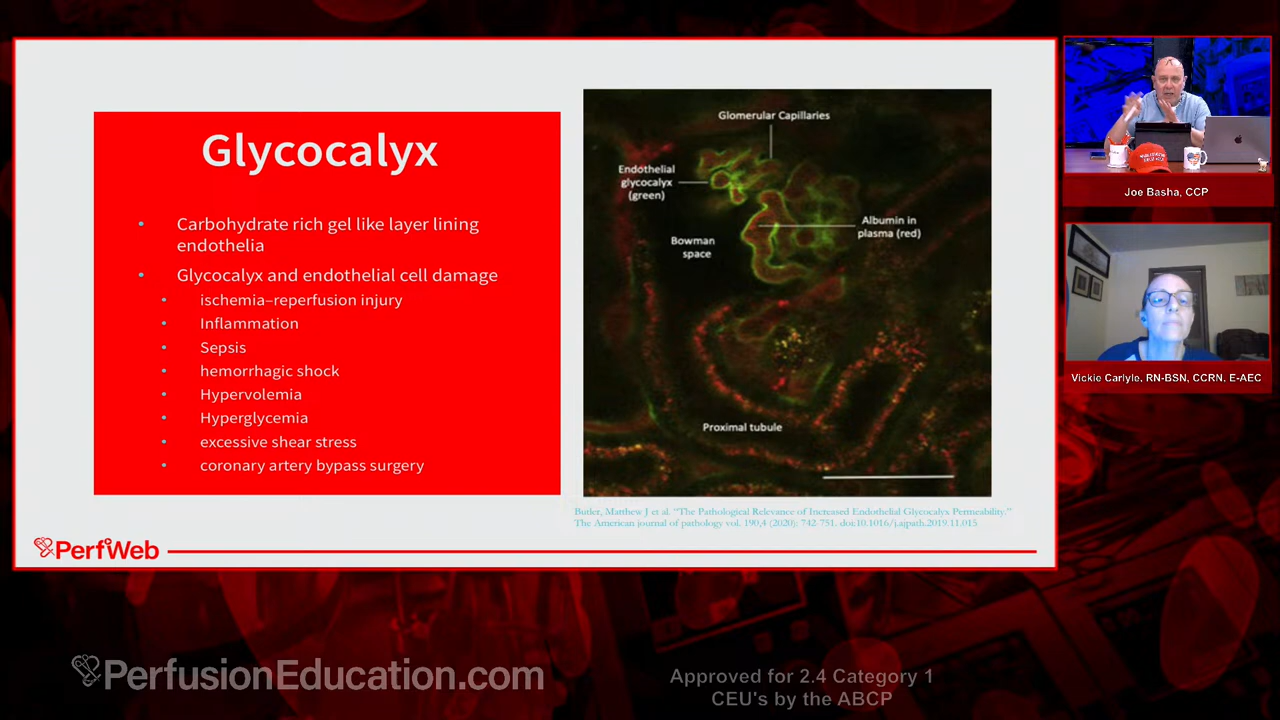 Glycocalyx
• Carbohydrate rich gel like layer lining
endothelia
• Glycocalyx and endothelial cell damage
• ischemia–reperfusion injury
• Inflammation
• Sepsis
• hemorrhagic shock
• Hypervolemia
• Hyperglycemia
• excessive shear stress
• coronary artery bypass surgery
Glomerular Capillaries
Endothelial
glycocalyx
(green)
Albumin in
plasma (red)
Bowman
space
Proximal tubule
Butler, Matthew J et al. “The Pathological Relevance of Increased Endothelial Glycocalyx Permeability.”
The American journal of pathology vol. 190,4 (2020): 742-751. doi:10.1016/j.ajpath.2019.11.015
PerfWeb
Joe Basha, CCP
Vickie Carlyle, RN-BSN, CCRN, E-AEC
PerfusionEducation.com
Approved for 2.4 Category 1
CEU's by the ABCP